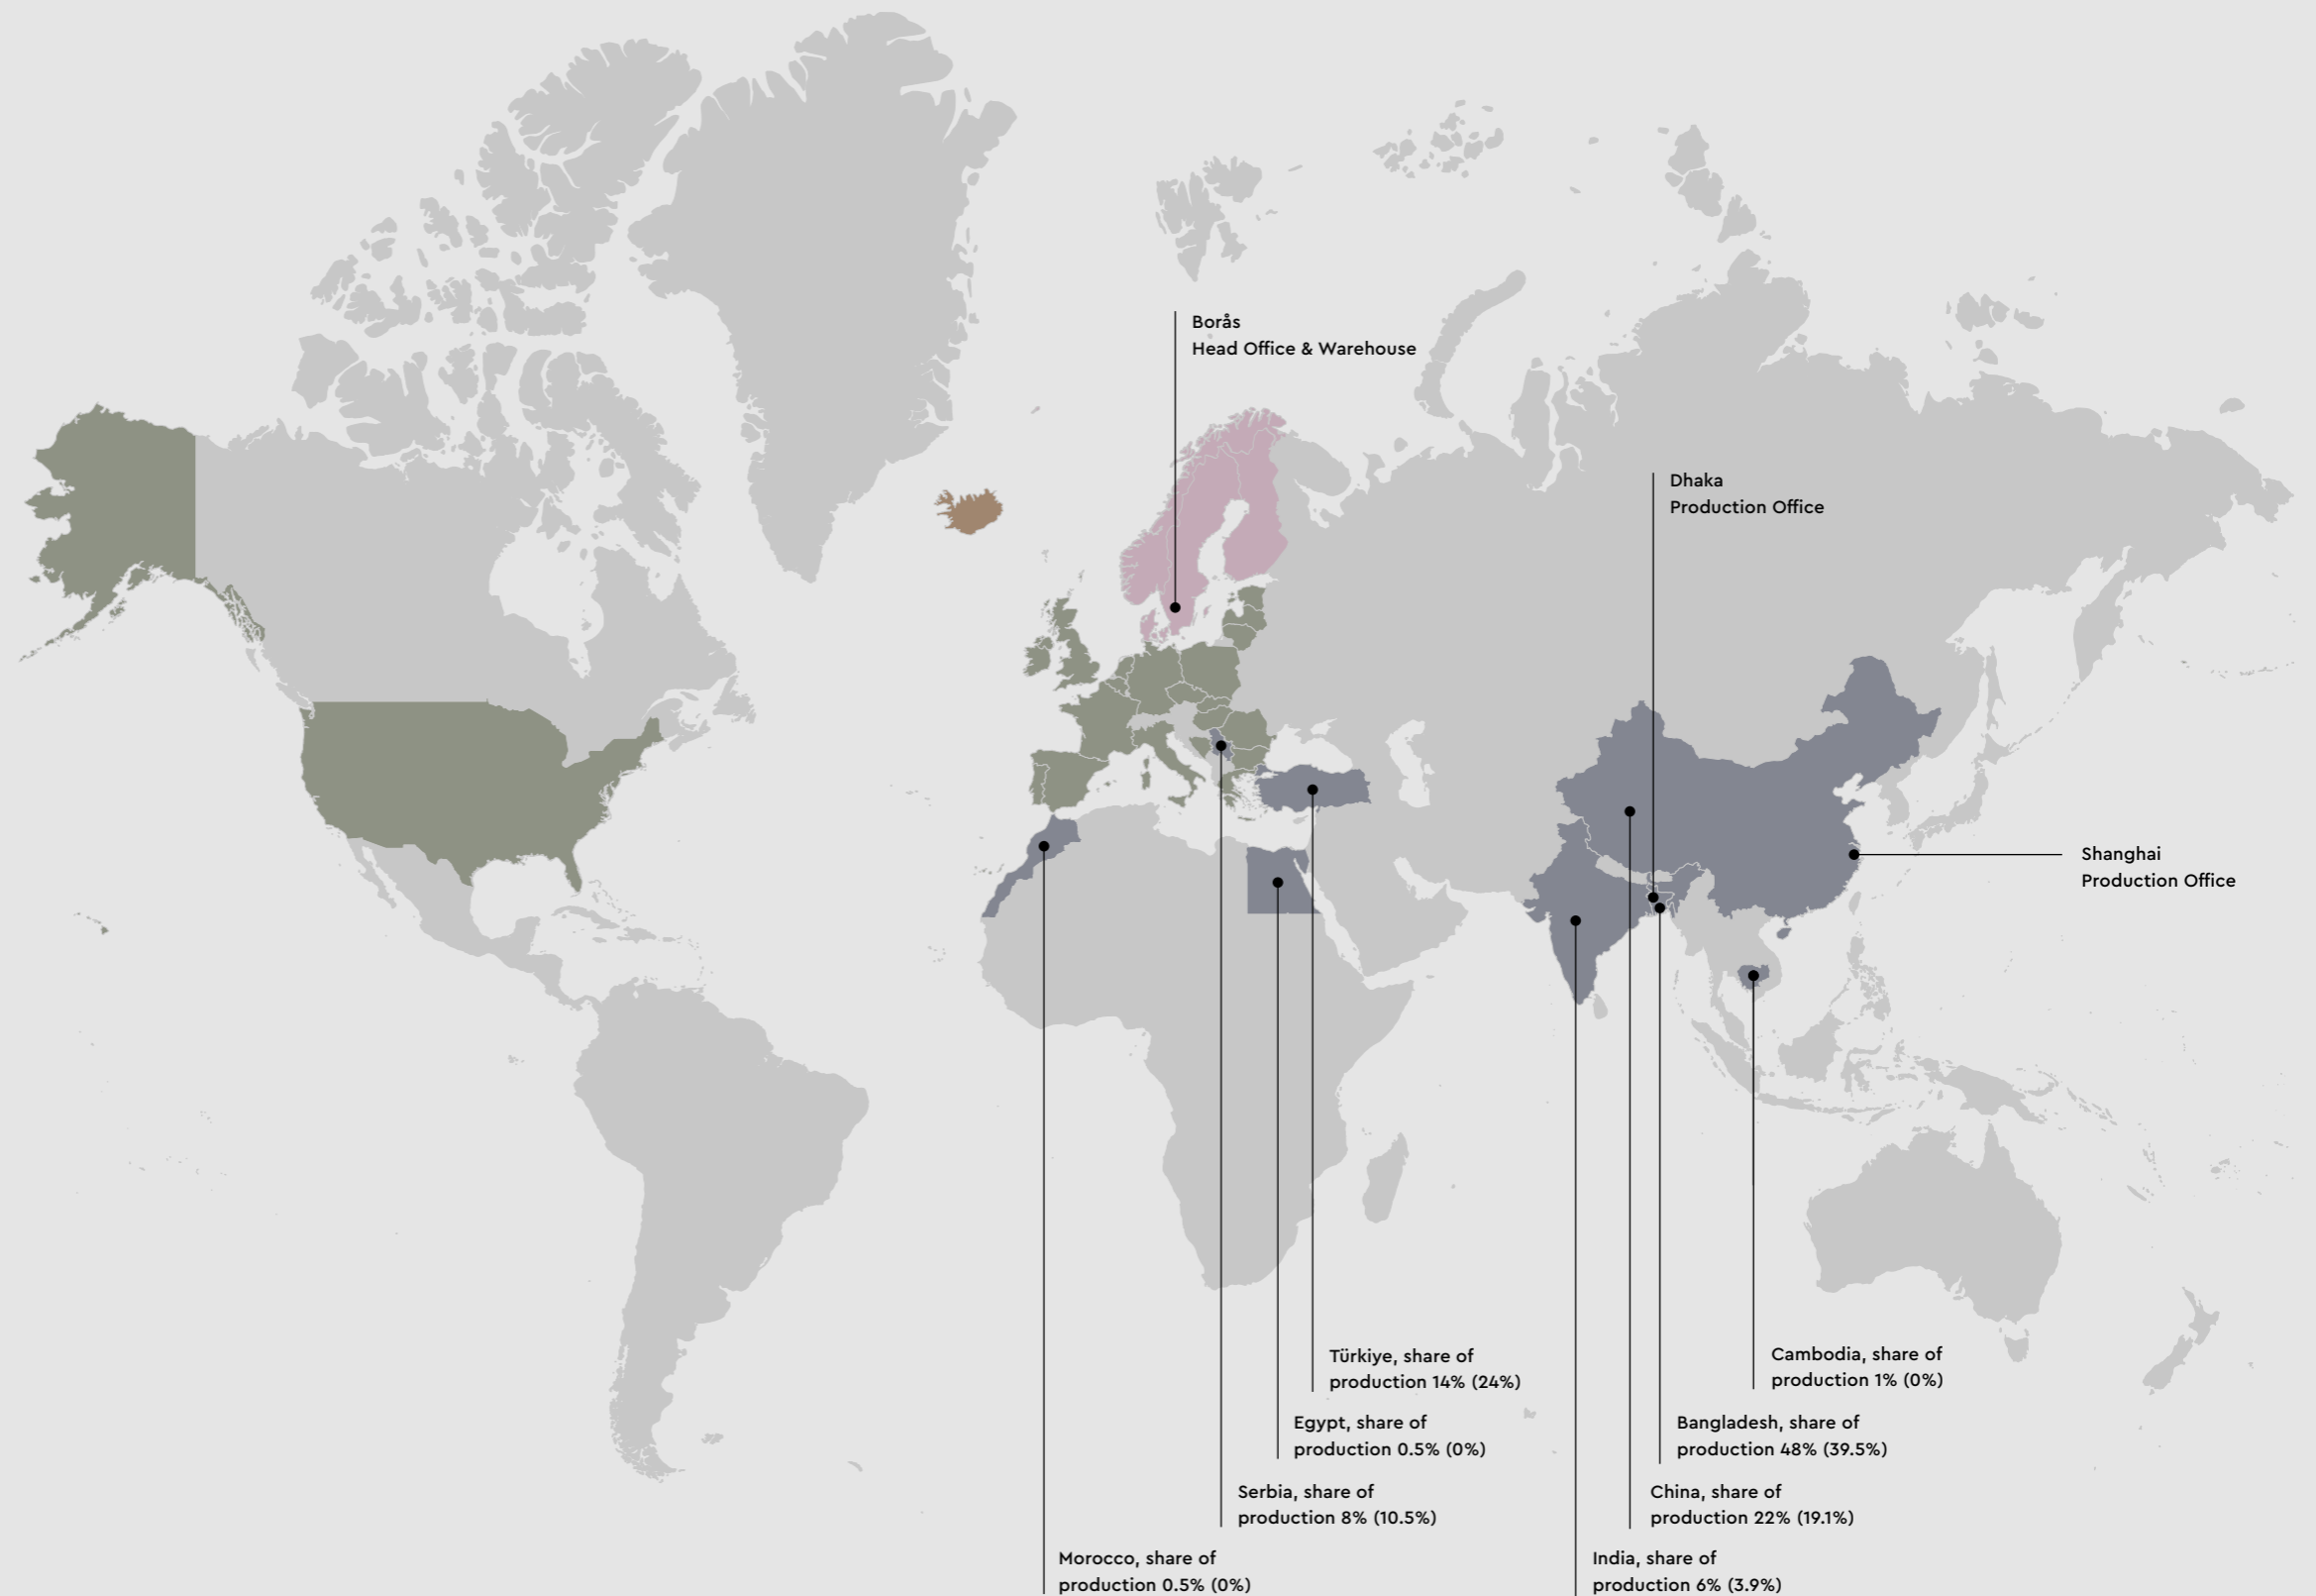 Borås
Head Office & Warehouse
Dhaka
Production Office
Shanghai
Production Office
Türkiye, share of
production 14% (24%)
Cambodia, share of
production 1% (0%)
Egypt, share of
production 0.5% (0%)
Bangladesh, share of
production 48% (39.5%)
Serbia, share of
production 8% (10.5%)
China, share of
production 22% (19.1%)
Morocco, share of
production 0.5% (0%)
India, share of
production 6% (3.9%)